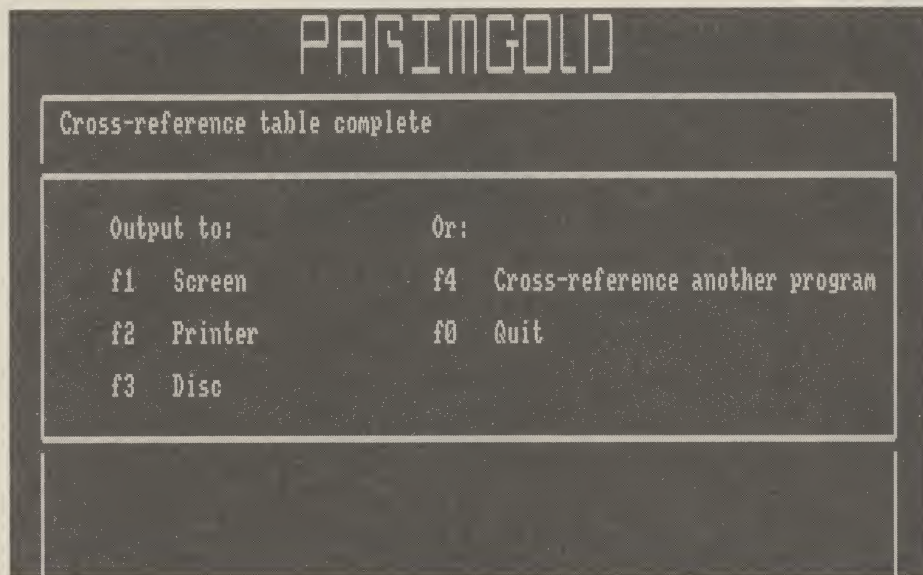 PARIMGOLD
Cross-reference table complete
Output to: Or:
f1 Screen f4 Cross-reference another program
f2 Printer f0 Quit
f3 Disc